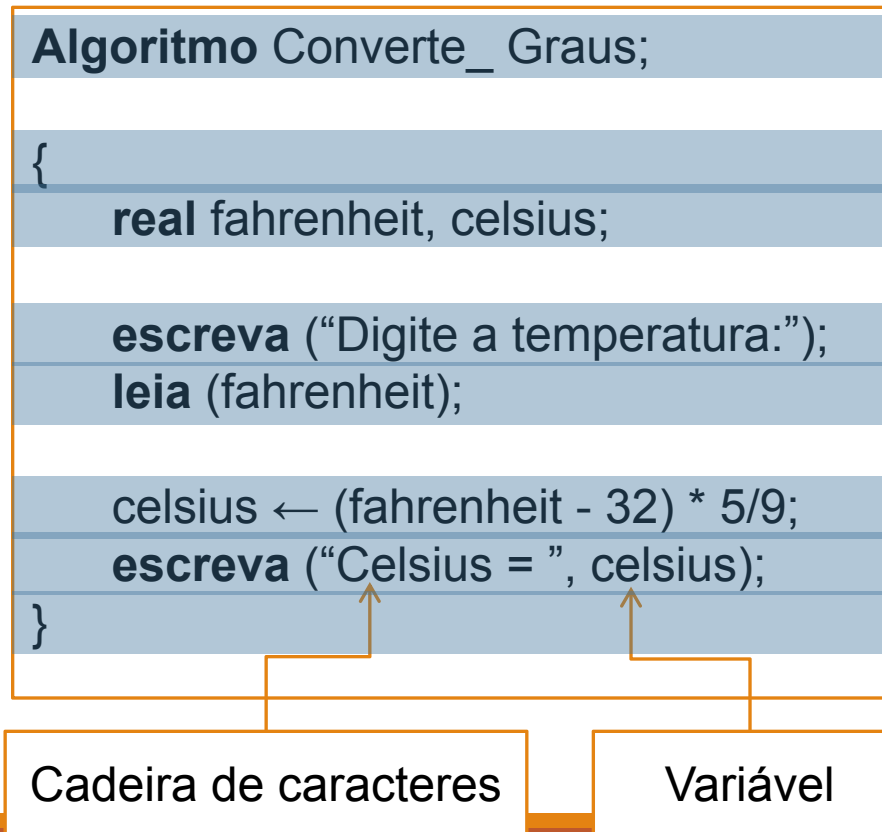 Algoritmo Converte_ Graus;
{
real fahrenheit, celsius;
escreva (“Digite a temperatura:”);
leia (fahrenheit);
celsius ← (fahrenheit - 32) * 5/9;
escreva (“Celsius = ”, celsius);
}
Cadeira de caracteres
Variável